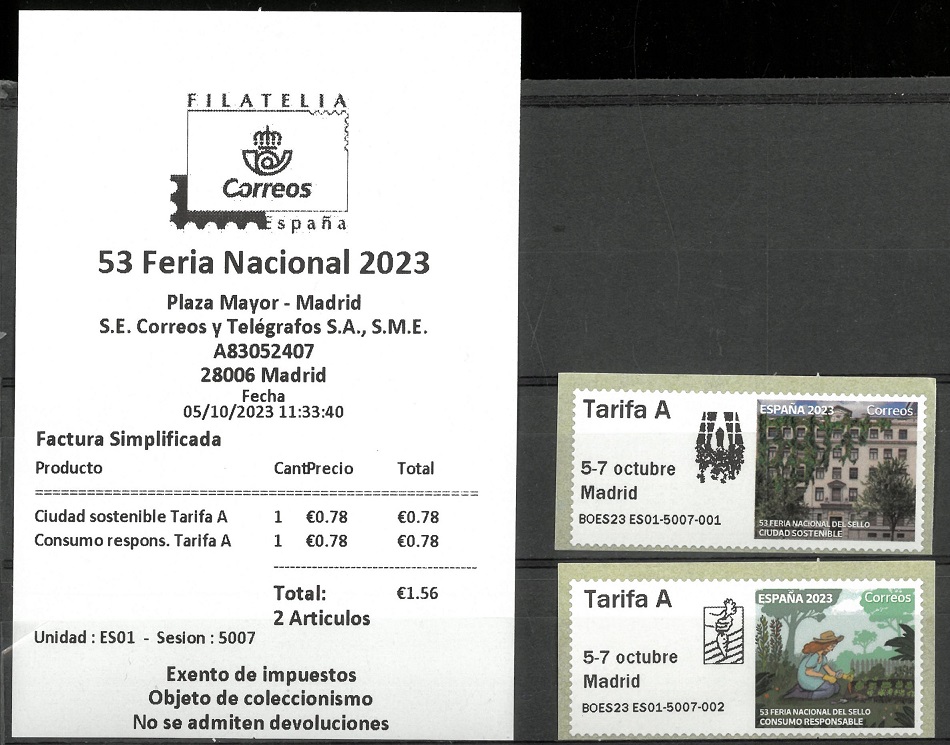 FILATELIA
Correos
España
53 Feria Nacional 2023
Plaza Mayor - Madrid
S.E. Correos y Telégrafos S.A., S.M.E.
A83052407
28006 Madrid
Fecha
05/10/2023 11:33:40
Factura Simplificada
Producto CantPrecio Total
Ciudad sostenible Tarifa A 1 €0.78 €0.78
Consumo respons. Tarifa A 1 €0.78 €0.78
Total: €1.56
2 Articulos
Unidad : ES01 - Sesion : 5007
Exento de impuestos
Objeto de coleccionismo
No se admiten devoluciones
Tarifa A
5-7 octubre
Madrid
BOES23 ES01-5007-001
ESPAÑA 2023 Correos
53 FERIA NACIONAL DEL SELLO
CIUDAD SOSTENIBLE
Tarifa A
5-7 octubre
Madrid
BOES23 ES01-5007-002
ESPAÑA 2023 Correos
53 FERIA NACIONAL DEL SELLO
CONSUMO RESPONSABLE